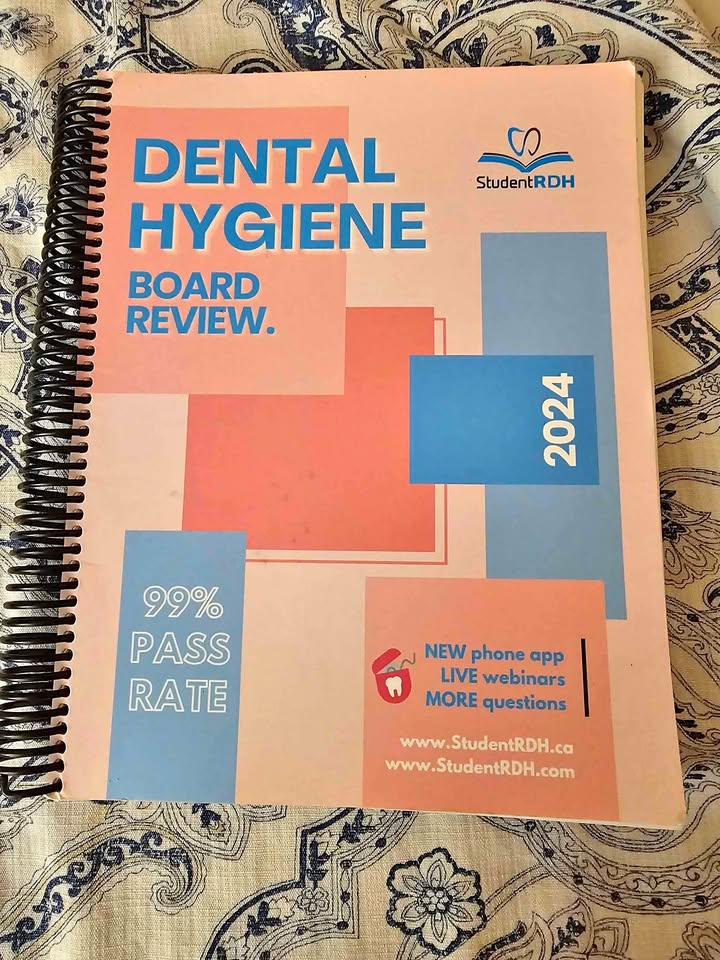 DENTAL
HYGIENE
BOARD
REVIEW.
StudentRDH
2024
99%
PASS
RATE
NEW phone app
LIVE webinars
MORE questions
www.StudentRDH.ca
www.StudentRDH.com